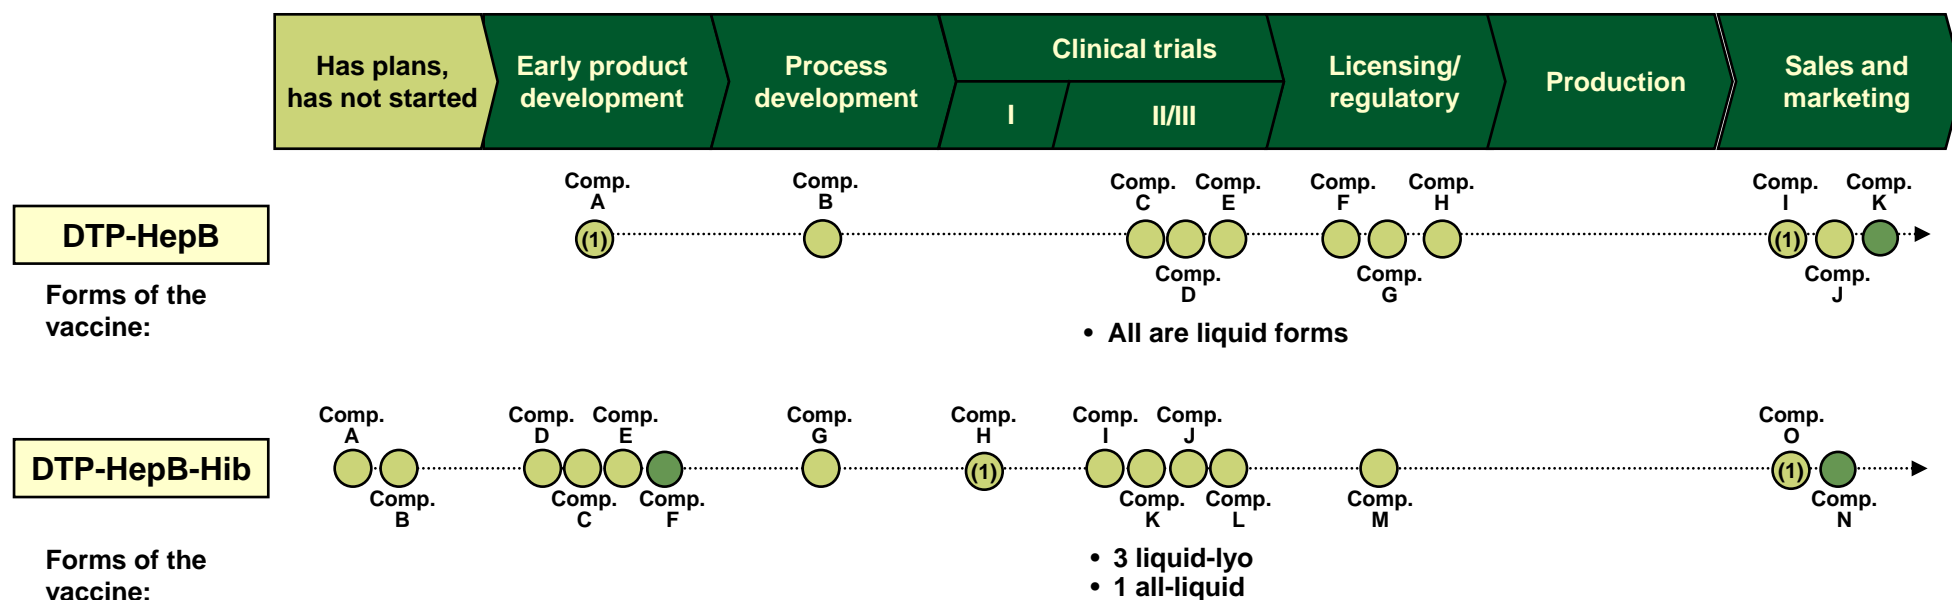 Has plans,
has not started
Early product
development
Process
development
Clinical trials
I
II/III
Licensing/
regulatory
Production
Sales and
marketing
DTP-HepB
Comp.
A
(1)
Comp.
B
Comp.
C
Comp.
D
Comp.
E
Comp.
F
Comp.
G
Comp.
H
Comp.
I
(1)
Comp.
J
Comp.
K
Forms of the
vaccine:
• All are liquid forms
DTP-HepB-Hib
Comp.
A
Comp.
B
Comp.
D
Comp.
C
Comp.
E
Comp.
F
Comp.
G
Comp.
H
(1)
Comp.
I
Comp.
K
Comp.
J
Comp.
L
Comp.
M
Comp.
O
(1)
Comp.
N
Forms of the
vaccine:
• 3 liquid-lyo
• 1 all-liquid